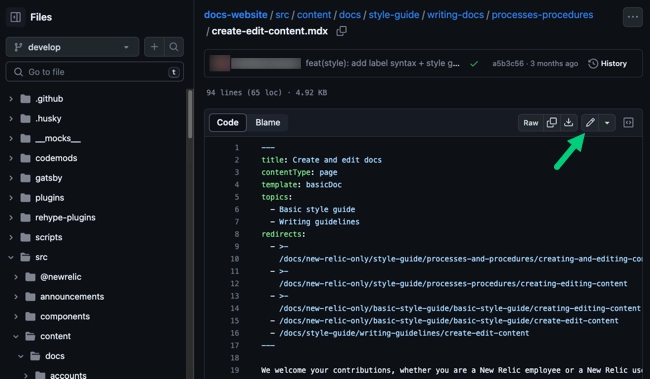 Files
develop
Go to file
t
.github
.husky
__mocks__
codemods
gatsby
plugins
rehype-plugins
scripts
src
@newrelic
announcements
components
content
docs
accounts
docs-website / src / content / docs / style-guide / writing-docs / processes-procedures
/ create-edit-content.mdx
feat(style): add label syntax + style g...
a5b3c56 · 3 months ago
History
94 lines (65 loc) · 4.92 KB
Code
Blame
Raw
1 ---
2 title: Create and edit docs
3 contentType: page
4 template: basicDoc
5 topics:
6 - Basic style guide
7 - Writing guidelines
8 redirects:
9 - >-
10 /docs/new-relic-only/style-guide/processes-and-procedures/creating-and-editing-con
11 - >-
12 /docs/new-relic-only/style-guide/processes-procedures/creating-editing-content
13 - >-
14 /docs/new-relic-only/basic-style-guide/basic-style-guide/creating-editing-content
15 - /docs/new-relic-only/basic-style-guide/basic-style-guide/create-edit-content
16 - /docs/style-guide/writing-guidelines/create-edit-content
17 ---
18
19 We welcome your contributions, whether you are a New Relic employee or a New Relic use